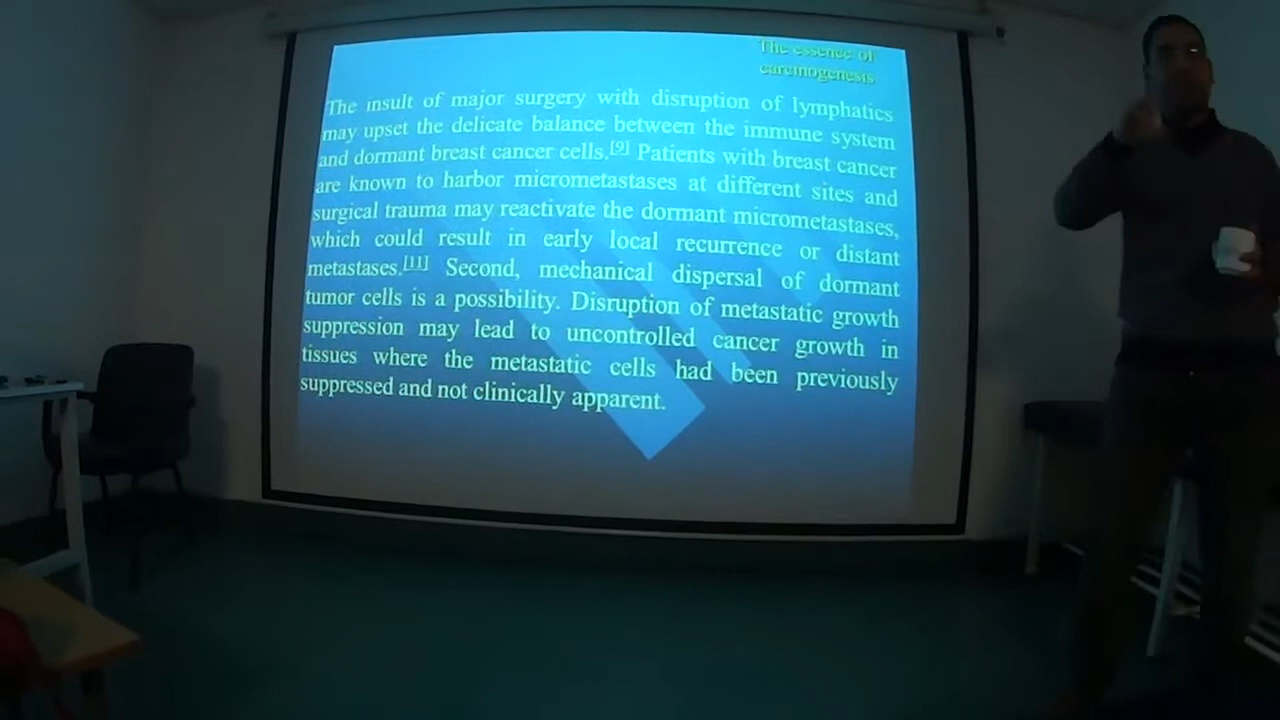 The essence of
carcinogenesis
The insult of major surgery with disruption of lymphatics
may upset the delicate balance between the immune system
and dormant breast cancer cells.[9] Patients with breast cancer
are known to harbor micrometastases at different sites and
surgical trauma may reactivate the dormant micrometastases,
which could result in early local recurrence or distant
metastases.[11] Second, mechanical dispersal of dormant
tumor cells is a possibility. Disruption of metastatic growth
suppression may lead to uncontrolled cancer growth in
tissues where the metastatic cells had been previously
suppressed and not clinically apparent.